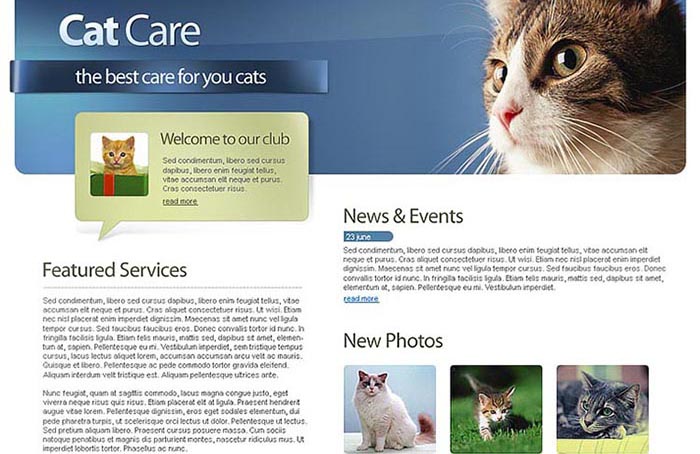 Cat Care
the best care for you cats
Welcome to our club
Sed condimentum, libero sed cursus
dapibus, libero enim feugiat tellus,
vitae accumsan elit neque et purus.
Cras consectetuer risus.
read more
Featured Services
Sed condimentum, libero sed cursus dapibus, libero enim feugiat tellus, vitae
accumsan elit neque et purus. Cras aliquet consectetuer risus. Ut wisi. Etiam
nec nisl placerat enim imperdiet dignissim. Maecenas sit amet nunc vel ligula
tempor cursus. Sed faucibus faucibus eros. Donec convallis tortor id nunc. In
fringilla facilisis ligula. Etiam telis mauris, mattis sed, dapibus sit amet, elemen-
tum at, sapien. Pellentesque eu mi. Vestibulum imperdiet, sem tristique tempus
cursus, lacus lectus aliquet lorem, accumsan accumsan arcu velit ac mauris.
Quisque et libero. Pellentesque ac pede commodo tortor gravida eleifend.
Aliquam interdum velit tristique est. Aliquam pellentesque ultrices ante.
Nunc feugiat, quam at sagittis commodo, lacus magna congue justo, eget
viverra neque risus quis risus. Etiam placerat elit at ligula. Praesent hendrerit
augue vitae lorem. Pellentesque dignissim, eros eget sodales elementum, dui
pede pharetra turpis, ut scelerisque orci lectus ut dolor. Pellentesque ut lectus.
Sed pretium aliquam libero. Praesent cursus posuere massa. Cum sociis
natoque penatibus et magnis dis parturient montes, nascetur ridiculus mus. Ut
imperdiet lobortis tortor. Phasellus ac nunc.
News & Events
23 june
Sed condimentum, libero sed cursus dapibus, libero enim feugiat tellus, vitae accumsan elit
neque et purus. Cras aliquet consectetuer risus. Ut wisi. Etiam nec nisl placerat enim imperdiet
dignissim. Maecenas sit amet nunc vel ligula tempor cursus. Sed faucibus faucibus eros. Donec
convallis tortor id nunc. In fringilla facilisis ligula. Etiam telis mauris, mattis sed, dapibus sit amet,
elementum at, sapien. Pellentesque eu mi. Vestibulum imperdiet.
read more
New Photos